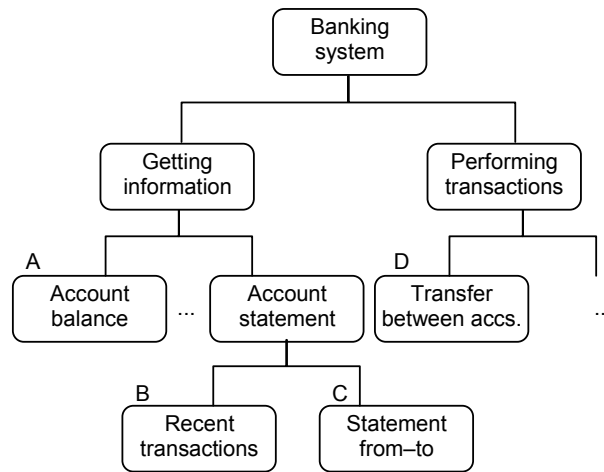 Banking
system
Getting
information
Performing
transactions
A
D
Account
balance
...
Account
statement
Transfer
between accs.
..
B
C
Recent
transactions
Statement
from–to